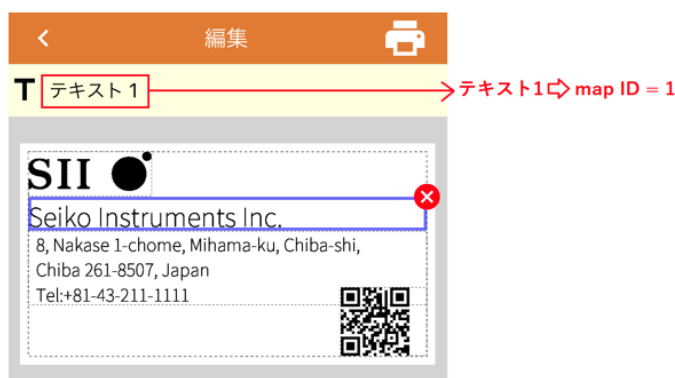 編集
T テキスト 1
テキスト1⇨ map ID = 1
SII
Seiko Instruments Inc.
8, Nakase 1-chome, Mihama-ku, Chiba-shi,
Chiba 261-8507, Japan
Tel:+81-43-211-1111